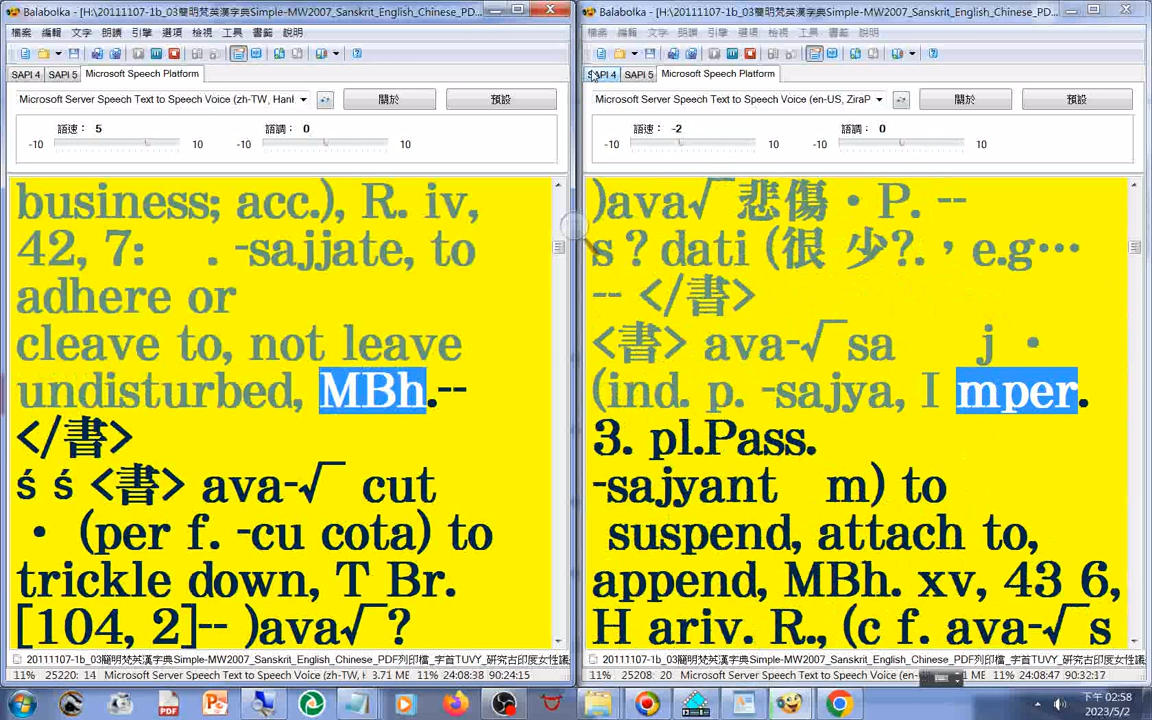 Balabolka - [H:\20111107-1b_03簡明梵英漢字典Simple-MW2007_Sanskrit_English_Chinese_PD...
檔案 編輯 文字 朗讀 引擎 選項 檢視 工具 書籤 說明
SAPI 4 SAPI 5 Microsoft Speech Platform
Microsoft Server Speech Text to Speech Voice (zh-TW, Hanl
關於 預設
語速： 5 語調： 0
-10 10 -10 10
business; acc.), R. iv,
42, 7: . -sajjate, to
adhere or
cleave to, not leave
undisturbed, MBh.--
</書>
ś ś <書> ava-√ cut
• (per f. -cu cota) to
trickle down, T Br.
[104, 2]-- )ava√?
20111107-1b_03簡明梵英漢字典Simple-MW2007_Sanskrit_English_Chinese_PDF列印檔_字首TUVY_研究古印度女性議
11% 25220: 14 Microsoft Server Speech Text to Speech Voice (zh-TW, H 3.71 MB 11% 24:08:38 90:24:15
Balabolka - [H:\20111107-1b_03簡明梵英漢字典Simple-MW2007_Sanskrit_English_Chinese_PD...
檔案 編輯 文字 朗讀 引擎 選項 檢視 工具 書籤 說明
SAPI 4 SAPI 5 Microsoft Speech Platform
Microsoft Server Speech Text to Speech Voice (en-US, ZiraP
關於 預設
語速： -2 語調： 0
-10 10 -10 10
)ava√悲傷•P. --
s？dati (很 少?.，e.g…
-- </書>
<書> ava-√sa j •
(ind. p. -sajya, I mper.
3. pl.Pass.
-sajyant m) to
suspend, attach to,
append, MBh. xv, 43 6,
H ariv. R., (c f. ava-√s
20111107-1b_03簡明梵英漢字典Simple-MW2007_Sanskrit_English_Chinese_PDF列印檔_字首TUVY_研究古印度女性議
11% 25208: 20 Microsoft Server Speech Text to Speech Voice (en- MB 11% 24:08:47 90:32:17
下午 02:58
2023/5/2